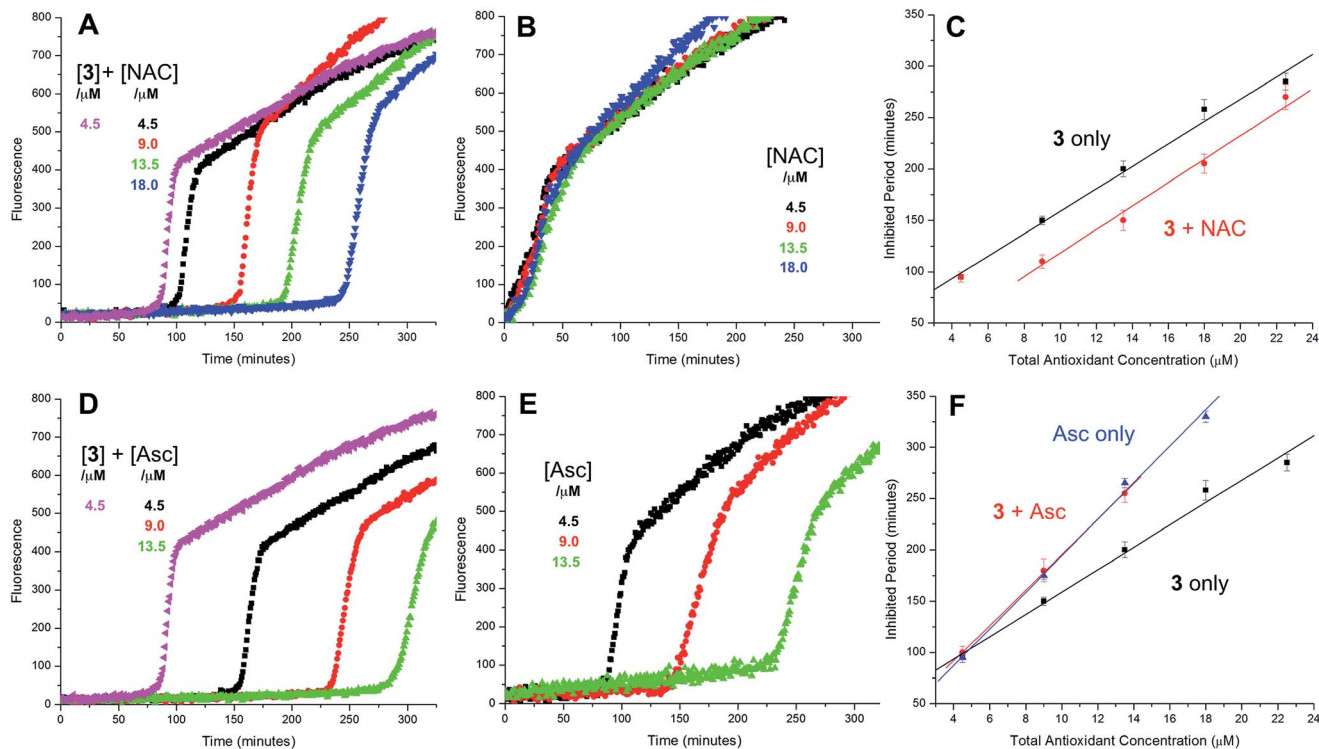 A
[3] + [NAC]
/μM /μM
4.5 4.5
9.0
13.5
18.0
Fluorescence
800
700
600
500
400
300
200
100
0
0 50 100 150 200 250 300
Time (minutes)
B
[NAC]
/μM
4.5
9.0
13.5
18.0
Fluorescence
800
700
600
500
400
300
200
100
0
0 50 100 150 200 250 300
Time (minutes)
C
3 only
3 + NAC
Inhibited Period (minutes)
350
300
250
200
150
100
50
4 6 8 10 12 14 16 18 20 22 24
Total Antioxidant Concentration (μM)
D
[3] + [Asc]
/μM /μM
4.5 4.5
9.0
13.5
Fluorescence
800
700
600
500
400
300
200
100
0
0 50 100 150 200 250 300
Time (minutes)
E
[Asc]
/μM
4.5
9.0
13.5
Fluorescence
800
700
600
500
400
300
200
100
0
0 50 100 150 200 250 300
Time (minutes)
F
Asc only
3 + Asc
3 only
Inhibited Period (minutes)
350
300
250
200
150
100
50
4 6 8 10 12 14 16 18 20 22 24
Total Antioxidant Concentration (μM)